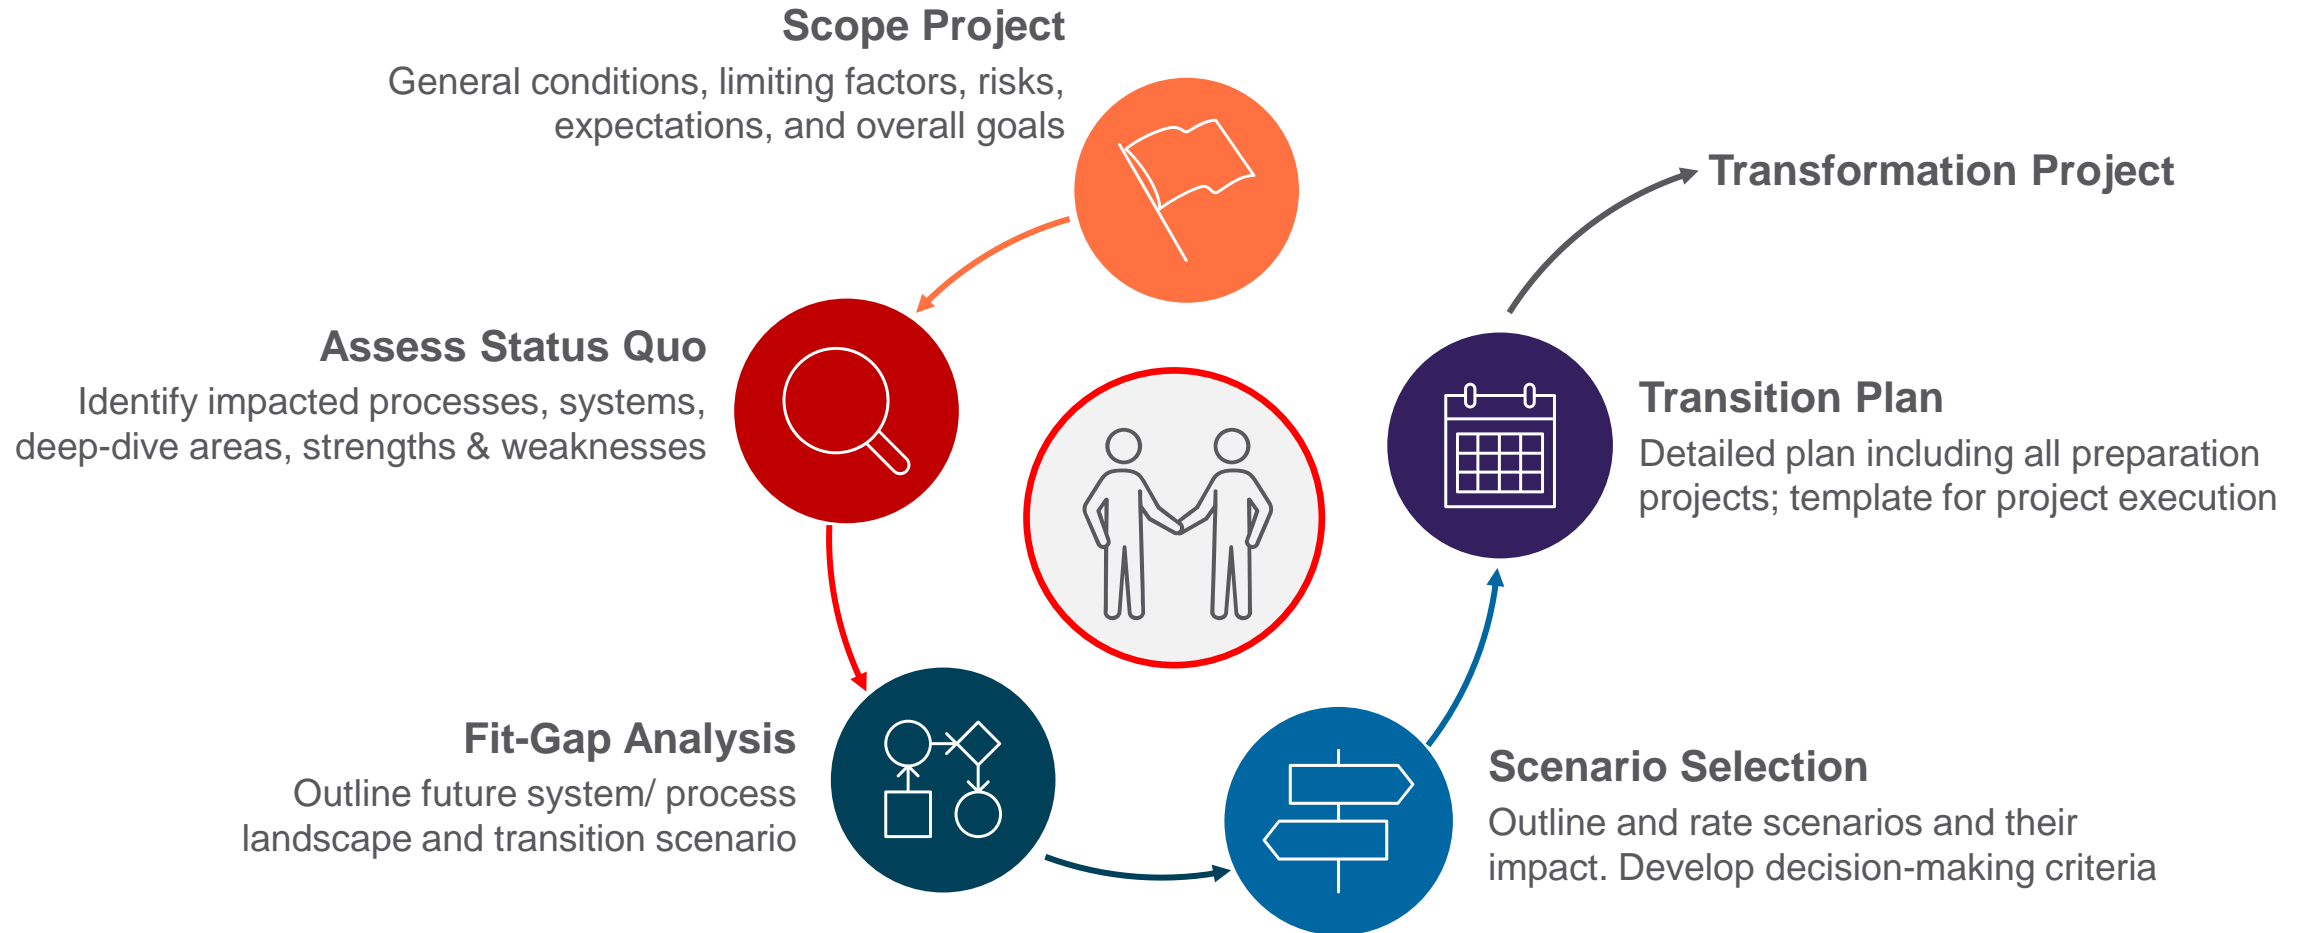 Scope Project
General conditions, limiting factors, risks,
expectations, and overall goals
Assess Status Quo
Identify impacted processes, systems,
deep-dive areas, strengths & weaknesses
Fit-Gap Analysis
Outline future system/ process
landscape and transition scenario
Scenario Selection
Outline and rate scenarios and their
impact. Develop decision-making criteria
Transition Plan
Detailed plan including all preparation
projects; template for project execution
Transformation Project